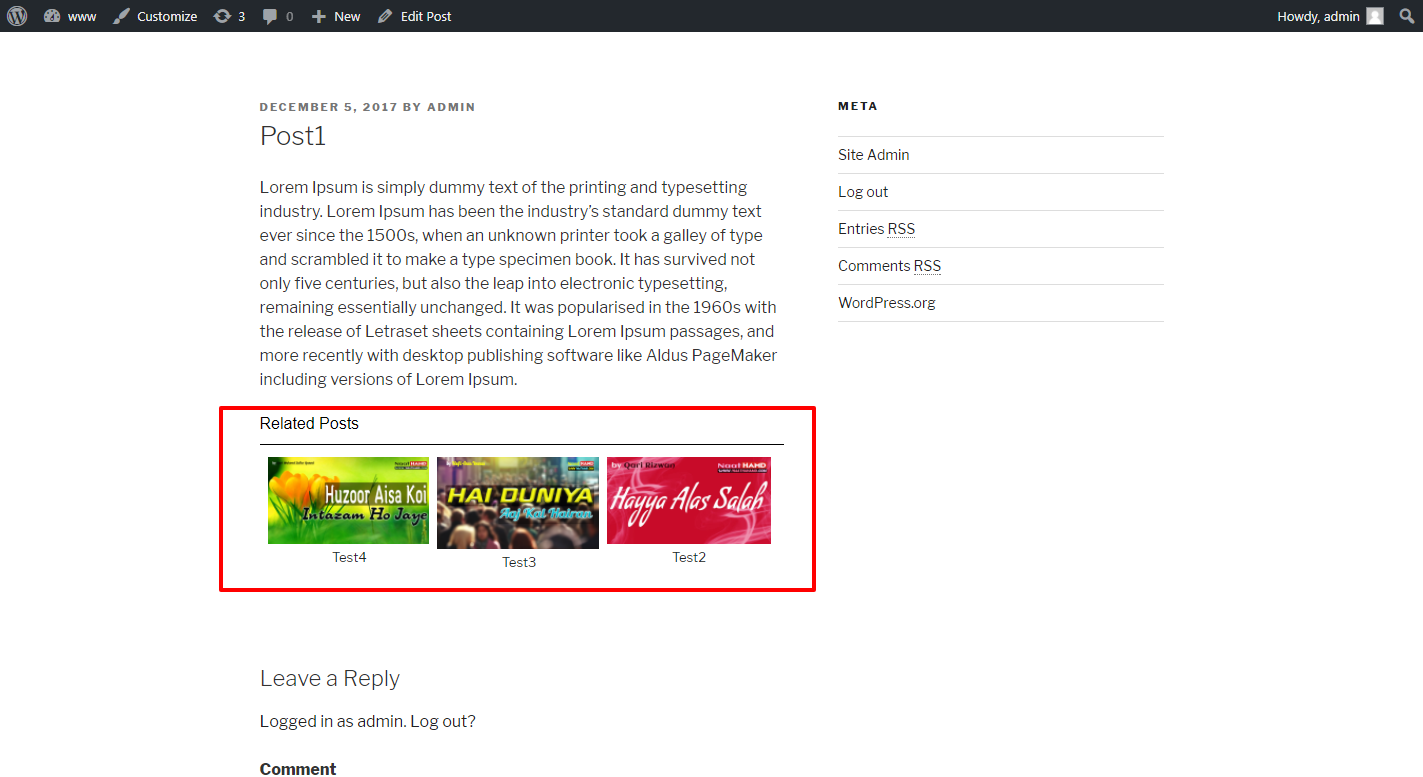 www Customize 3 0 New Edit Post Howdy, admin
DECEMBER 5, 2017 BY ADMIN
Post1
Lorem Ipsum is simply dummy text of the printing and typesetting
industry. Lorem Ipsum has been the industry’s standard dummy text
ever since the 1500s, when an unknown printer took a galley of type
and scrambled it to make a type specimen book. It has survived not
only five centuries, but also the leap into electronic typesetting,
remaining essentially unchanged. It was popularised in the 1960s with
the release of Letraset sheets containing Lorem Ipsum passages, and
more recently with desktop publishing software like Aldus PageMaker
including versions of Lorem Ipsum.
META
Site Admin
Log out
Entries RSS
Comments RSS
WordPress.org
Related Posts
Huzoor Aisa Koi
Intazam Ho Jaye
Test4
HAI DUNIYA
Aaj Kai Hairan
Test3
by Qari Rizwan
Naat HAMD
Hayya Alas Salah
Test2
Leave a Reply
Logged in as admin. Log out?
Comment